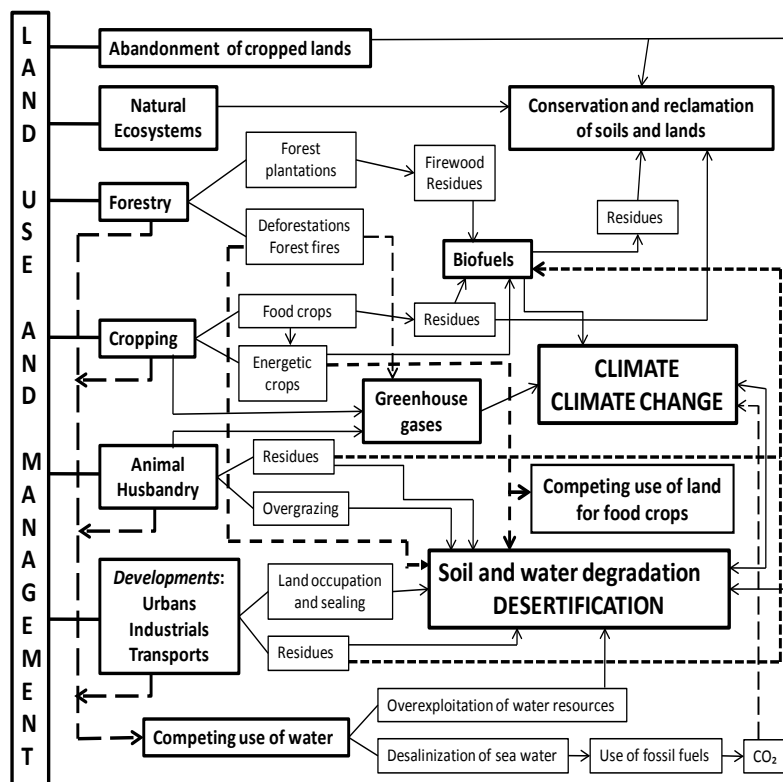 LAND USE AND MANAGEMENT
Abandonment of cropped lands
Natural
Ecosystems
Conservation and reclamation
of soils and lands
Forest
plantations
Firewood
Residues
Forestry
Residues
Deforestations
Forest fires
Biofuels
Food crops
Residues
Cropping
Energetic
crops
CLIMATE
CLIMATE CHANGE
Greenhouse
gases
Animal
Husbandry
Residues
Overgrazing
Competing use of land
for food crops
Developments:
Urbans
Industrials
Transports
Land occupation
and sealing
Residues
Soil and water degradation
DESERTIFICATION
Overexploitation of water resources
Competing use of water
Desalinization of sea water
Use of fossil fuels
CO₂